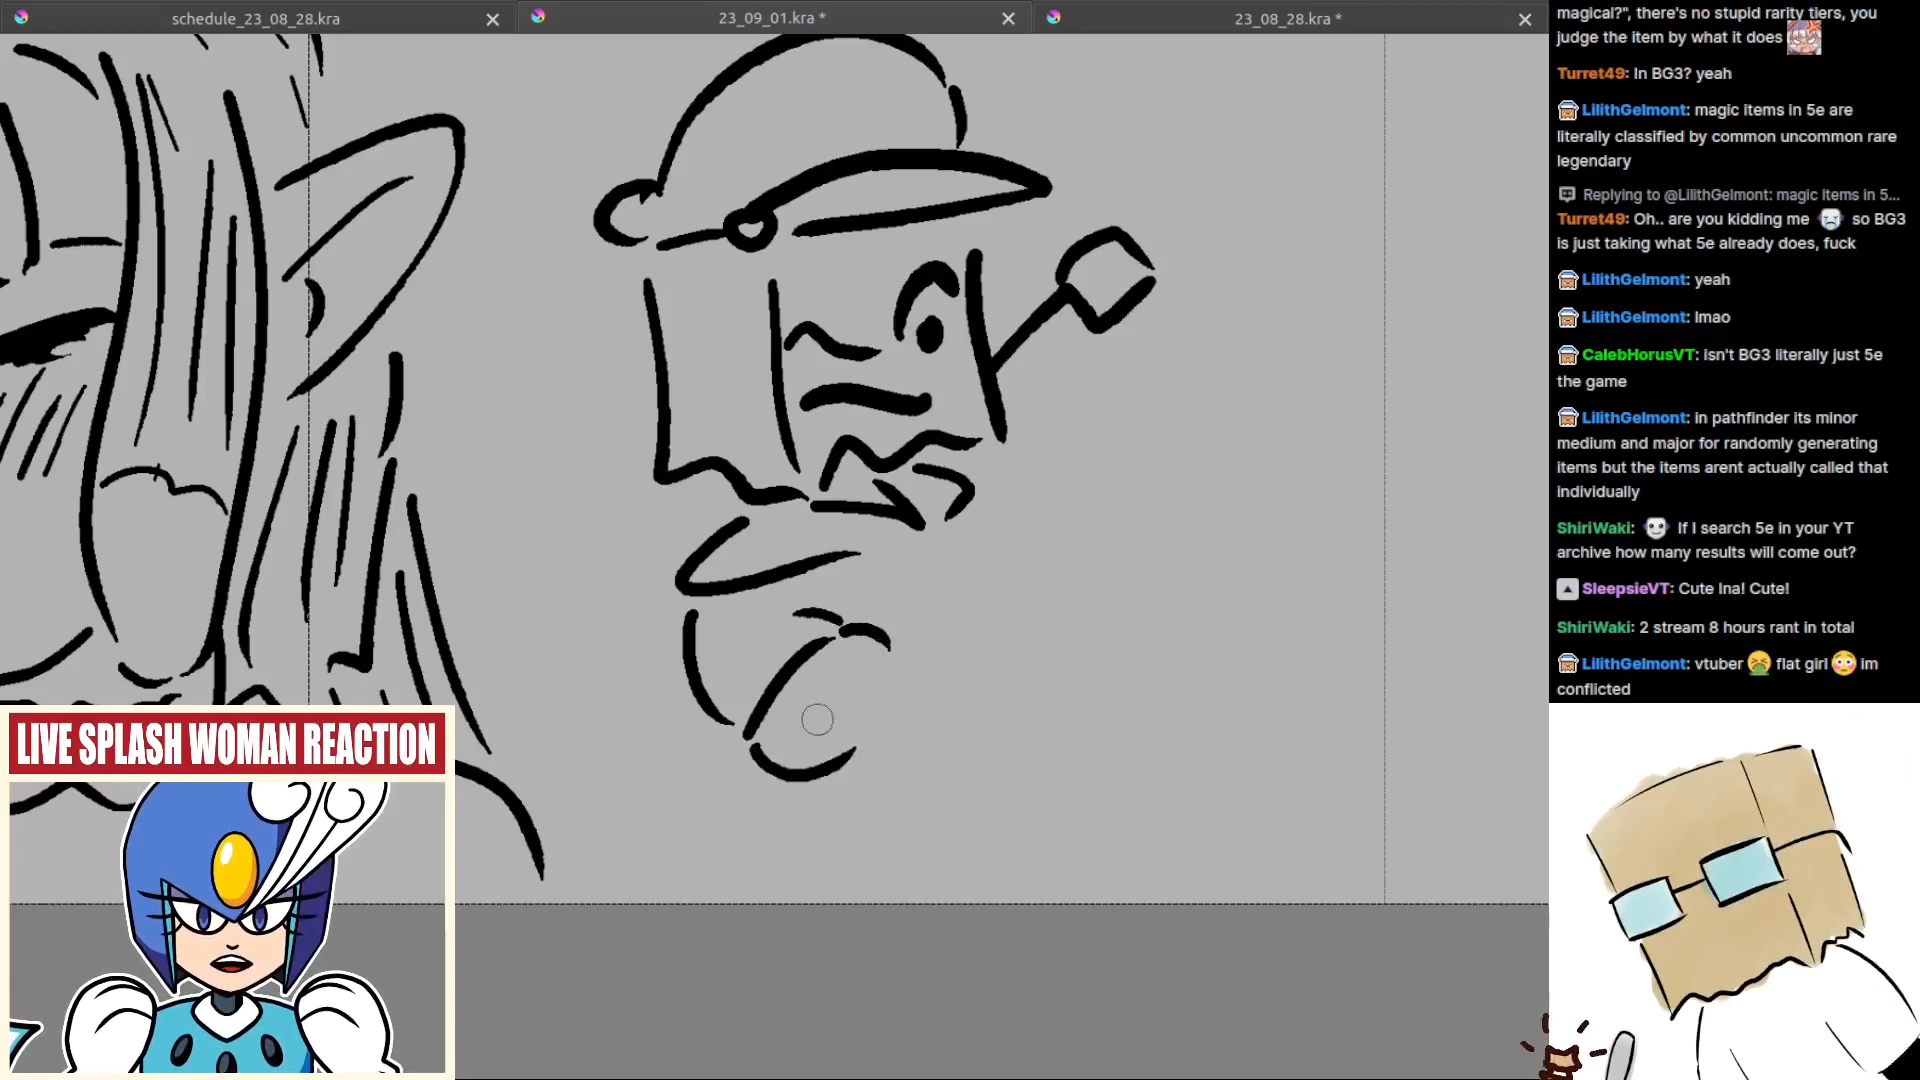 schedule_23_08_28.kra
23_09_01.kra *
23_08_28.kra *
magical?", there's no stupid rarity tiers, you
judge the item by what it does
Turret49: In BG3? yeah
LilithGelmont: magic items in 5e are
literally classified by common uncommon rare
legendary
Replying to @LilithGelmont: magic items in 5...
Turret49: Oh.. are you kidding me so BG3
is just taking what 5e already does, fuck
LilithGelmont: yeah
LilithGelmont: lmao
CalebHorusVT: isn't BG3 literally just 5e
the game
LilithGelmont: in pathfinder its minor
medium and major for randomly generating
items but the items arent actually called that
individually
ShiriWaki: If I search 5e in your YT
archive how many results will come out?
SleepsieVT: Cute Ina! Cute!
ShiriWaki: 2 stream 8 hours rant in total
LilithGelmont: vtuber 🤮 flat girl 😳 im
conflicted
LIVE SPLASH WOMAN REACTION